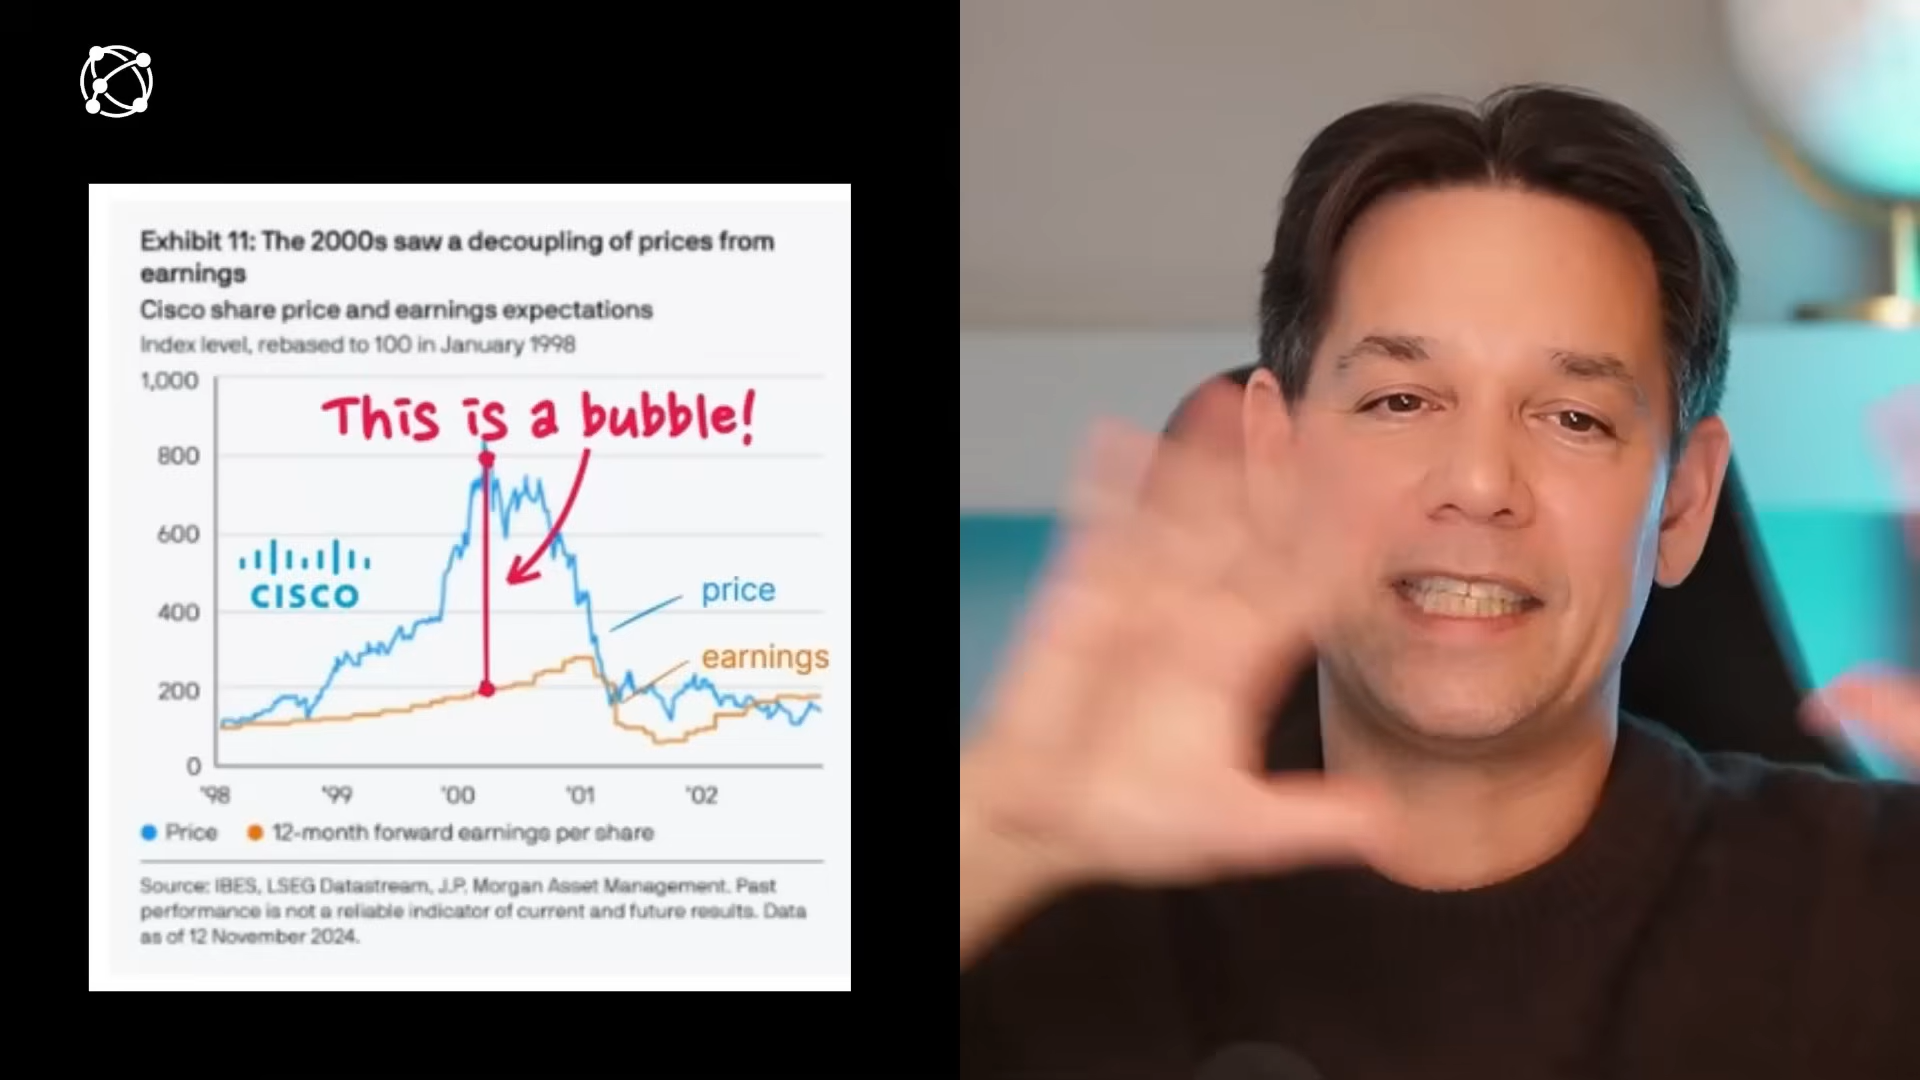 Exhibit 11: The 2000s saw a decoupling of prices from
earnings
Cisco share price and earnings expectations
Index level, rebased to 100 in January 1998
1,000
This is a bubble!
800
600
CISCO
400
price
earnings
200
0
'98 '99 '00 '01 '02
Price 12-month forward earnings per share
Source: IBES, LSEG Datastream, J.P. Morgan Asset Management. Past
performance is not a reliable indicator of current and future results. Data
as of 12 November 2024.